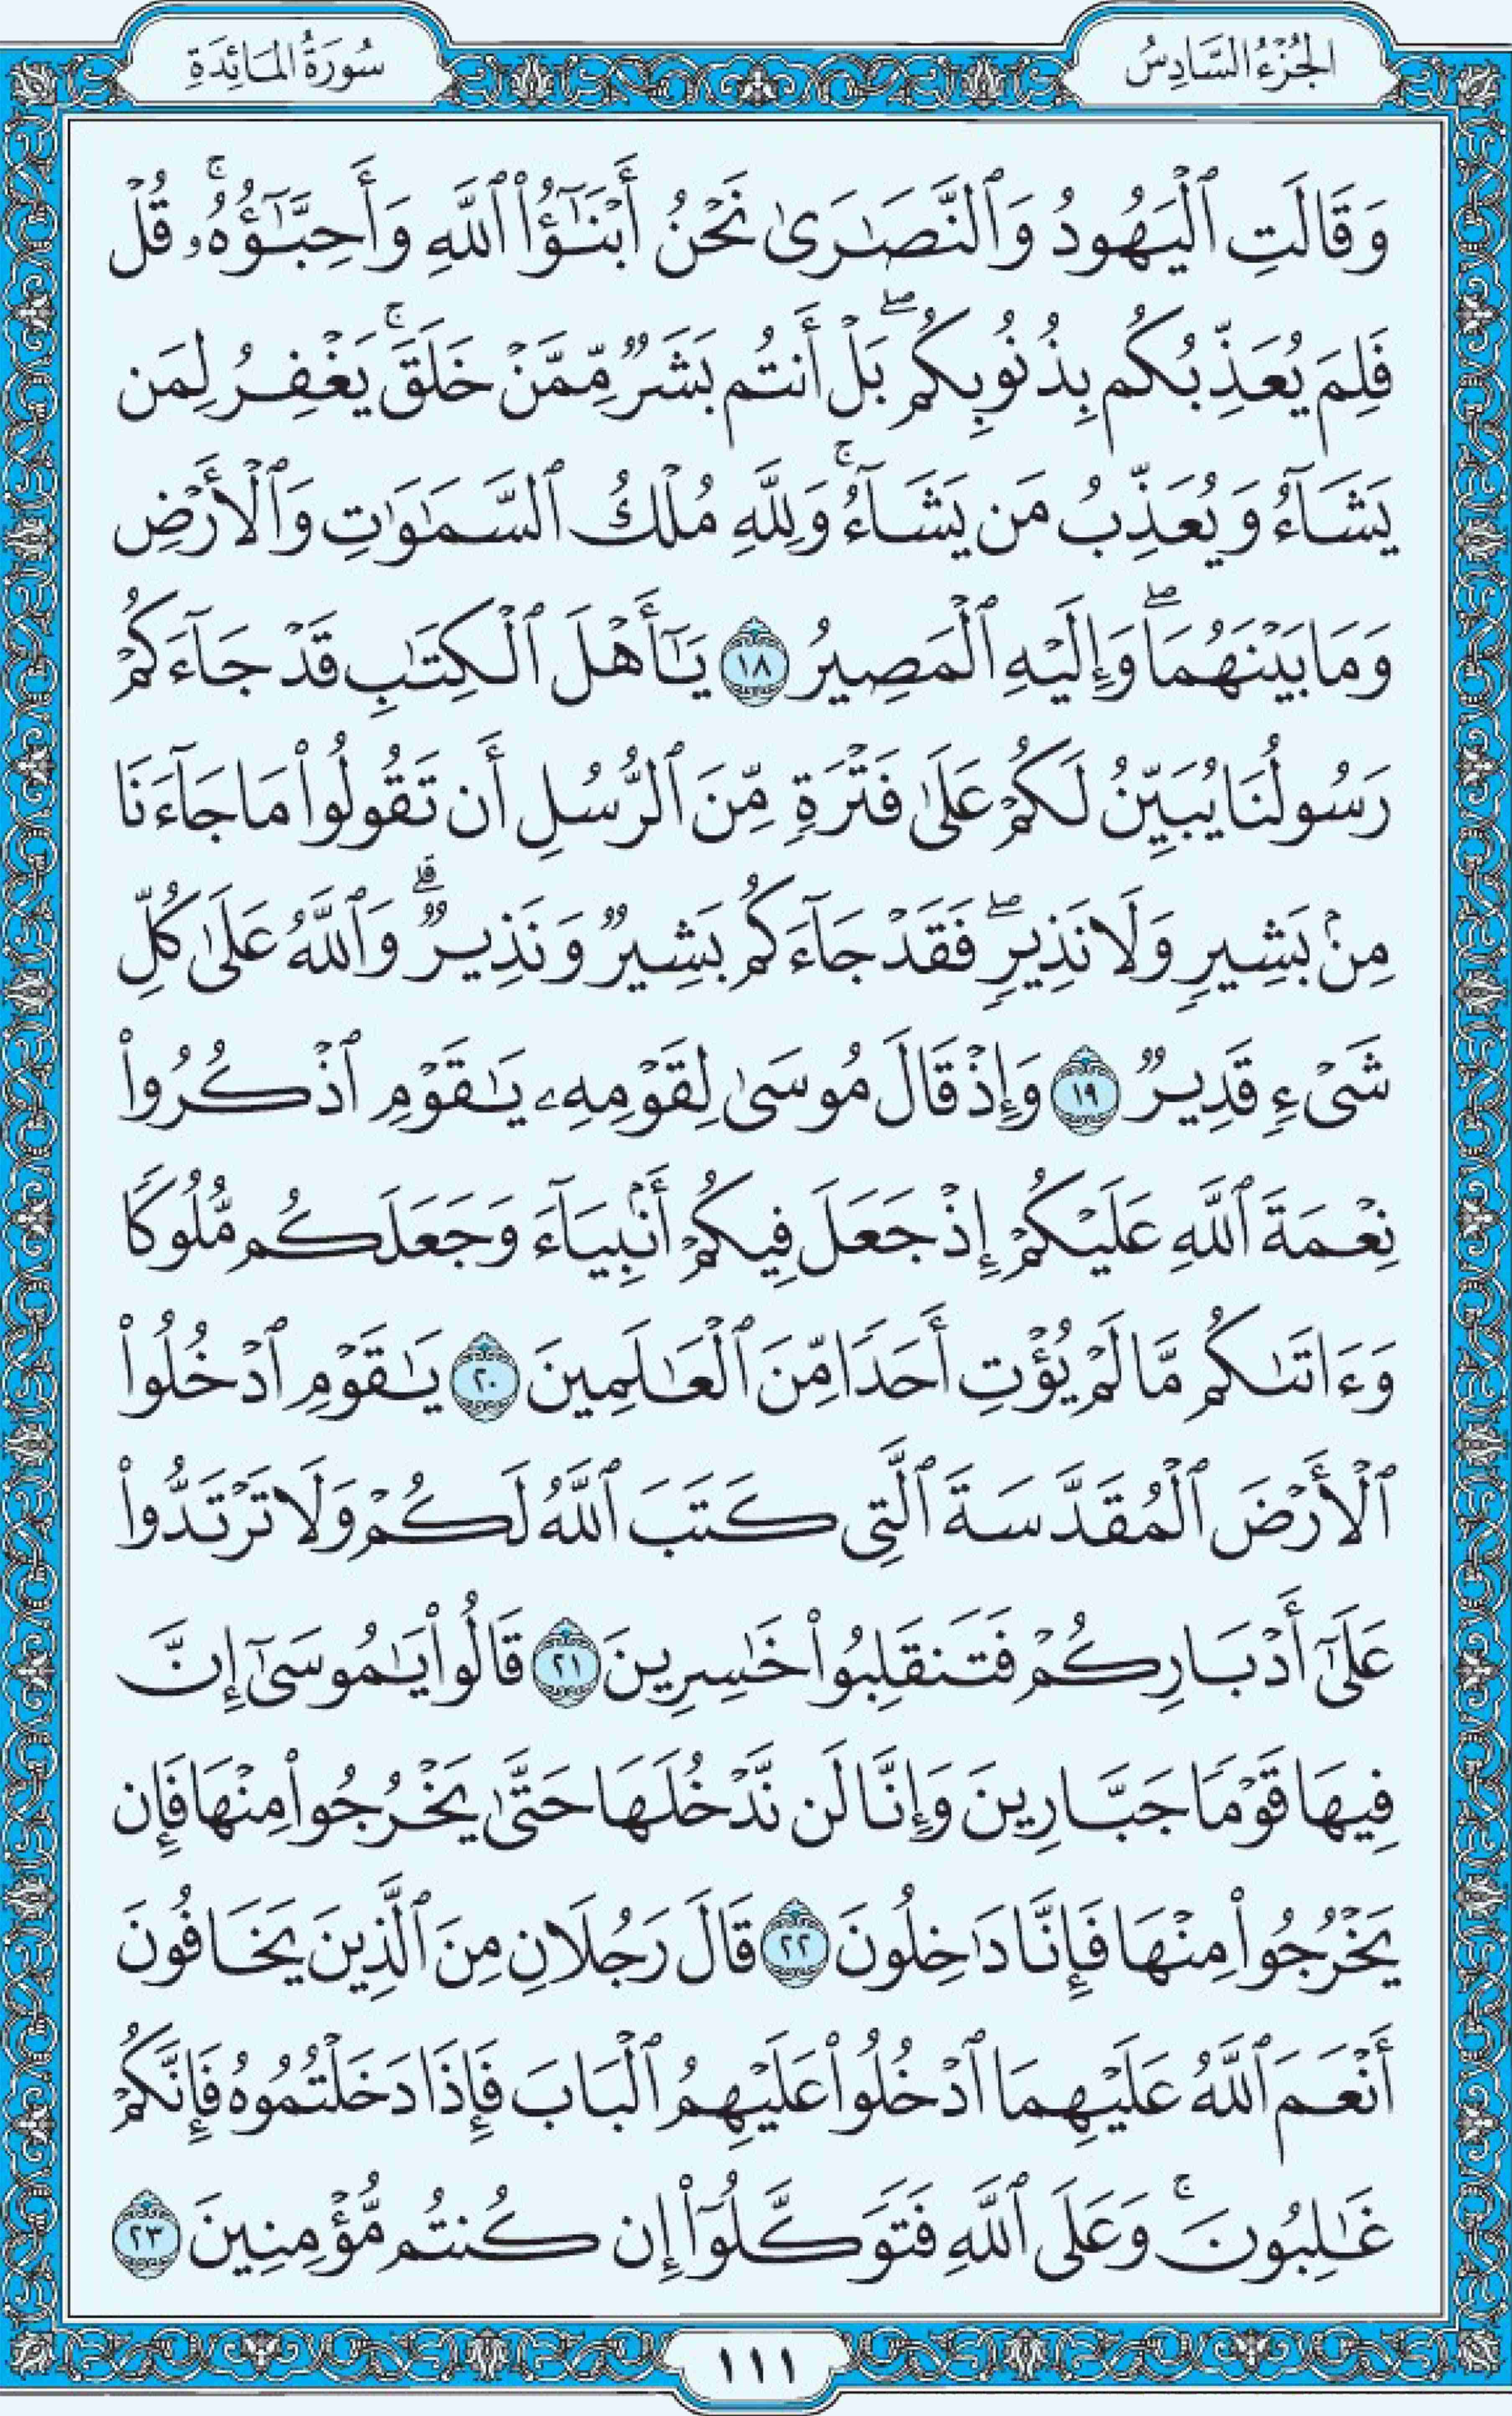 الجُزْءُ السَّادِسُ
سُورَةُ المَائِدَةِ
وَقَالَتِ ٱلْيَهُودُ وَٱلنَّصَـٰرَىٰ نَحْنُ أَبْنَـٰٓؤُا۟ ٱللَّهِ وَأَحِبَّـٰٓؤُهُۥ ۚ قُلْ
فَلِمَ يُعَذِّبُكُم بِذُنُوبِكُم ۖ بَلْ أَنتُم بَشَرٌ مِّمَّنْ خَلَقَ ۚ يَغْفِرُ لِمَن
يَشَآءُ وَيُعَذِّبُ مَن يَشَآءُ ۚ وَلِلَّهِ مُلْكُ ٱلسَّمَـٰوَٰتِ وَٱلْأَرْضِ
وَمَا بَيْنَهُمَا ۖ وَإِلَيْهِ ٱلْمَصِيرُ ١٨ يَـٰٓأَهْلَ ٱلْكِتَـٰبِ قَدْ جَآءَكُمْ
رَسُولُنَا يُبَيِّنُ لَكُمْ عَلَىٰ فَتْرَةٍ مِّنَ ٱلرُّسُلِ أَن تَقُولُوا۟ مَا جَآءَنَا
مِنۢ بَشِيرٍ وَلَا نَذِيرٍ ۖ فَقَدْ جَآءَكُم بَشِيرٌ وَنَذِيرٌ ۗ وَٱللَّهُ عَلَىٰ كُلِّ
شَىْءٍ قَدِيرٌ ١٩ وَإِذْ قَالَ مُوسَىٰ لِقَوْمِهِۦ يَـٰقَوْمِ ٱذْكُرُوا۟
نِعْمَةَ ٱللَّهِ عَلَيْكُمْ إِذْ جَعَلَ فِيكُمْ أَنۢبِيَآءَ وَجَعَلَكُم مُّلُوكًا
وَءَاتَىٰكُم مَّا لَمْ يُؤْتِ أَحَدًا مِّنَ ٱلْعَـٰلَمِينَ ٢٠ يَـٰقَوْمِ ٱدْخُلُوا۟
ٱلْأَرْضَ ٱلْمُقَدَّسَةَ ٱلَّتِى كَتَبَ ٱللَّهُ لَكُمْ وَلَا تَرْتَدُّوا۟
عَلَىٰٓ أَدْبَارِكُمْ فَتَنقَلِبُوا۟ خَـٰسِرِينَ ٢١ قَالُوا۟ يَـٰمُوسَىٰٓ إِنَّ
فِيهَا قَوْمًا جَبَّارِينَ وَإِنَّا لَن نَّدْخُلَهَا حَتَّىٰ يَخْرُجُوا۟ مِنْهَا فَإِن
يَخْرُجُوا۟ مِنْهَا فَإِنَّا دَٰخِلُونَ ٢٢ قَالَ رَجُلَانِ مِنَ ٱلَّذِينَ يَخَافُونَ
أَنْعَمَ ٱللَّهُ عَلَيْهِمَا ٱدْخُلُوا۟ عَلَيْهِمُ ٱلْبَابَ فَإِذَا دَخَلْتُمُوهُ فَإِنَّكُمْ
غَـٰلِبُونَ ۚ وَعَلَى ٱللَّهِ فَتَوَكَّلُوٓا۟ إِن كُنتُم مُّؤْمِنِينَ ٢٣
١١١